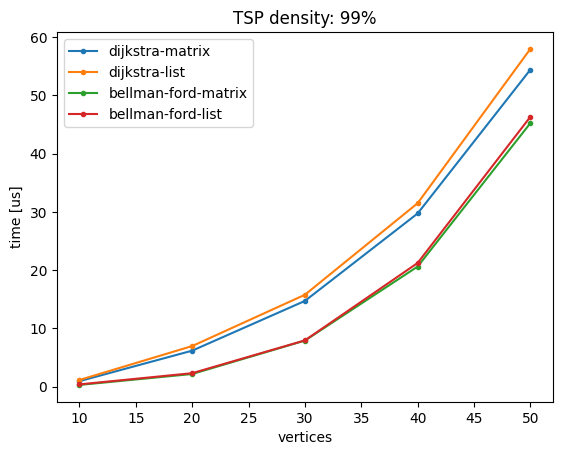 TSP density: 99%
60
50
40
30
20
10
0
time [us]
dijkstra-matrix
dijkstra-list
bellman-ford-matrix
bellman-ford-list
10 15 20 25 30 35 40 45 50
vertices